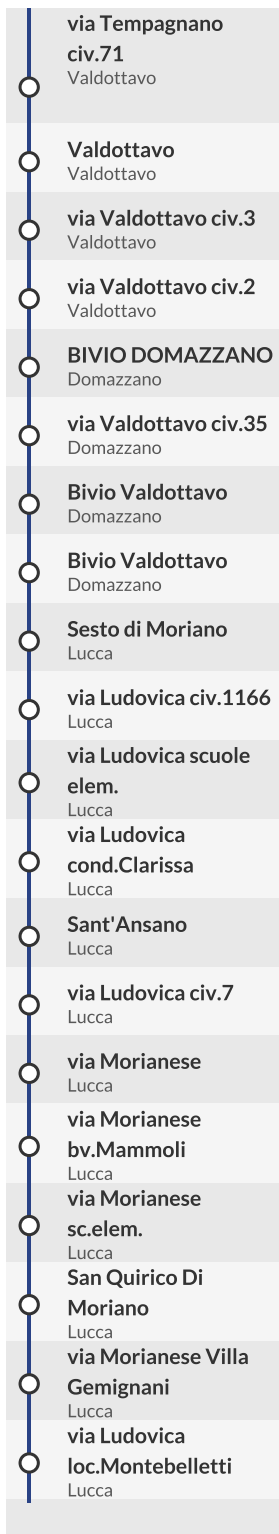 via Tempagnano
civ.71
Valdottavo
Valdottavo
Valdottavo
via Valdottavo civ.3
Valdottavo
via Valdottavo civ.2
Valdottavo
BIVIO DOMAZZANO
Domazzano
via Valdottavo civ.35
Domazzano
Bivio Valdottavo
Domazzano
Bivio Valdottavo
Domazzano
Sesto di Moriano
Lucca
via Ludovica civ.1166
Lucca
via Ludovica scuole
elem.
Lucca
via Ludovica
cond.Clarissa
Lucca
Sant'Ansano
Lucca
via Ludovica civ.7
Lucca
via Morianese
Lucca
via Morianese
bv.Mammoli
Lucca
via Morianese
sc.elem.
Lucca
San Quirico Di
Moriano
Lucca
via Morianese Villa
Gemignani
Lucca
via Ludovica
loc.Montebelletti
Lucca